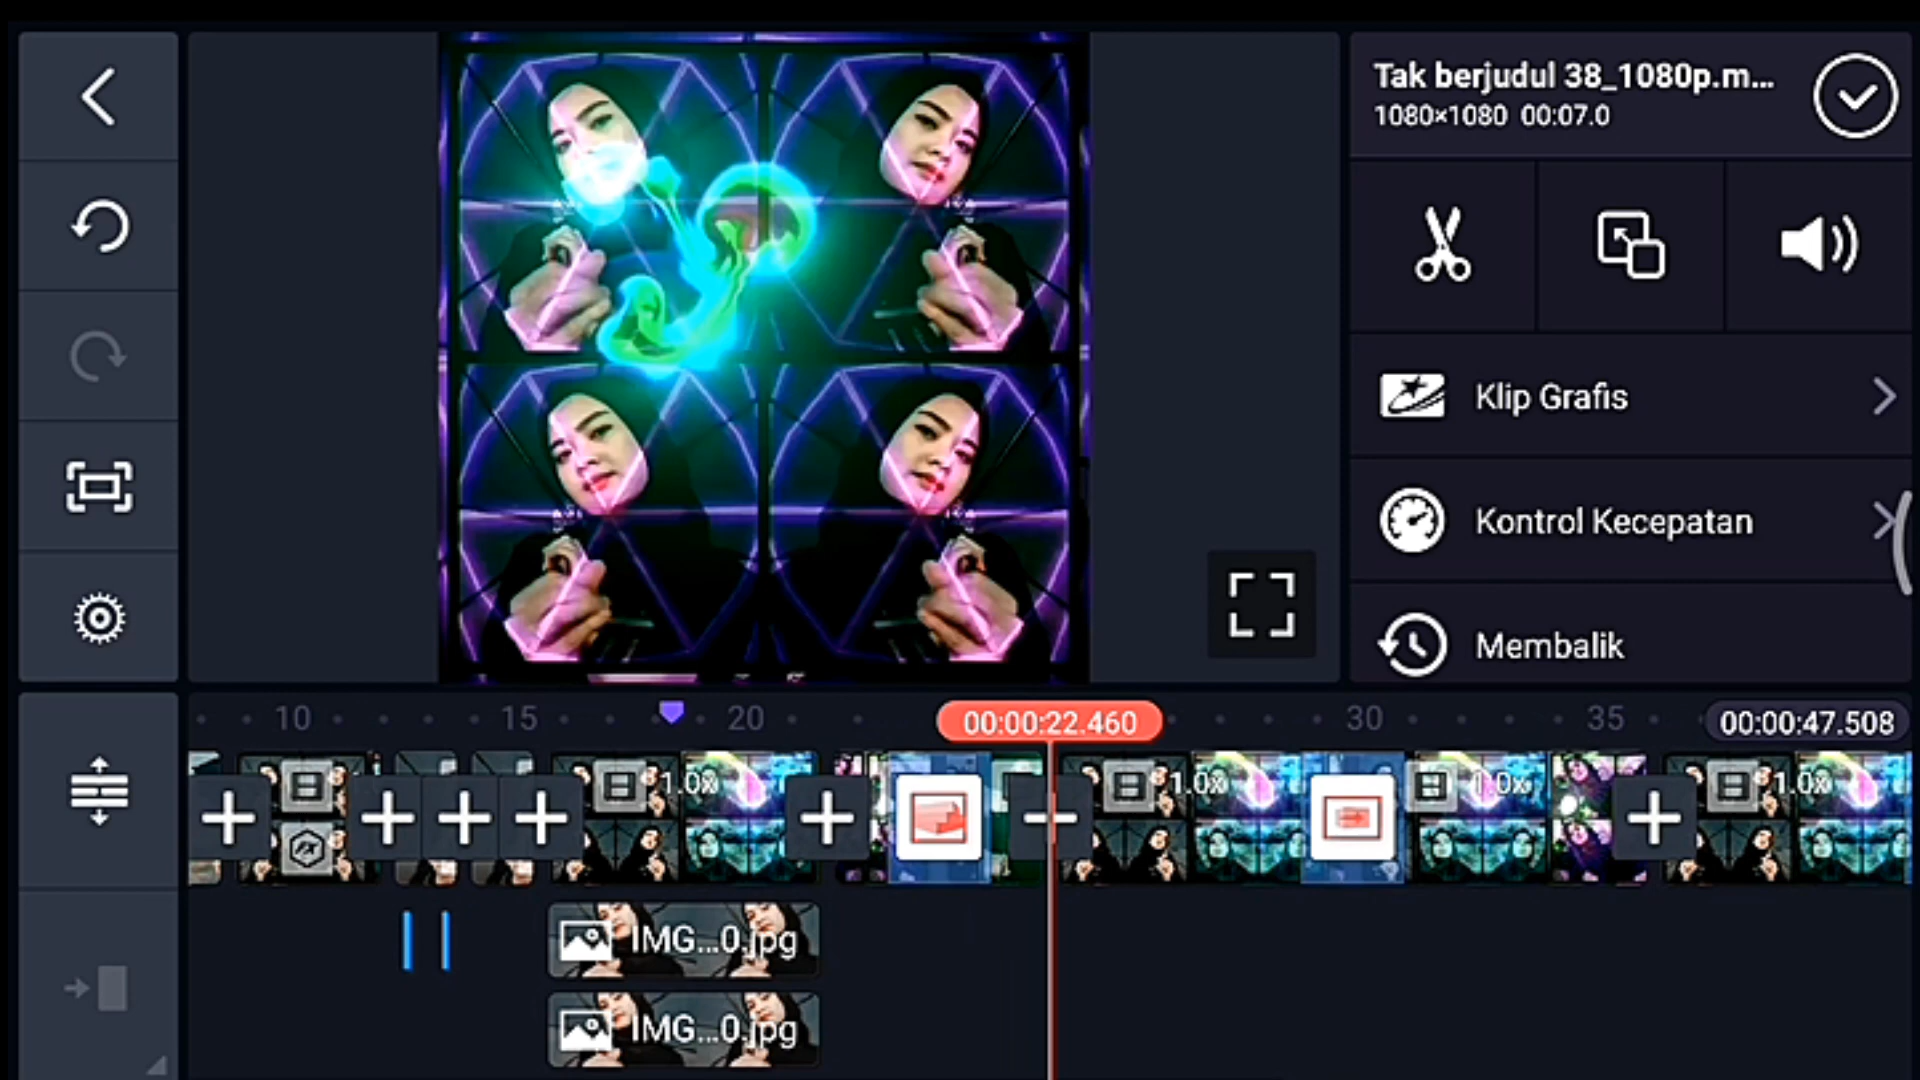 Tak berjudul 38_1080p.m...
1080×1080 00:07.0
Klip Grafis
Kontrol Kecepatan
Membalik
10
15
20
00:00:22.460
30
35
00:00:47.508
1.0x
1.0x
1.0x
1.0x
FX
IMG...0.jpg
IMG...0.jpg